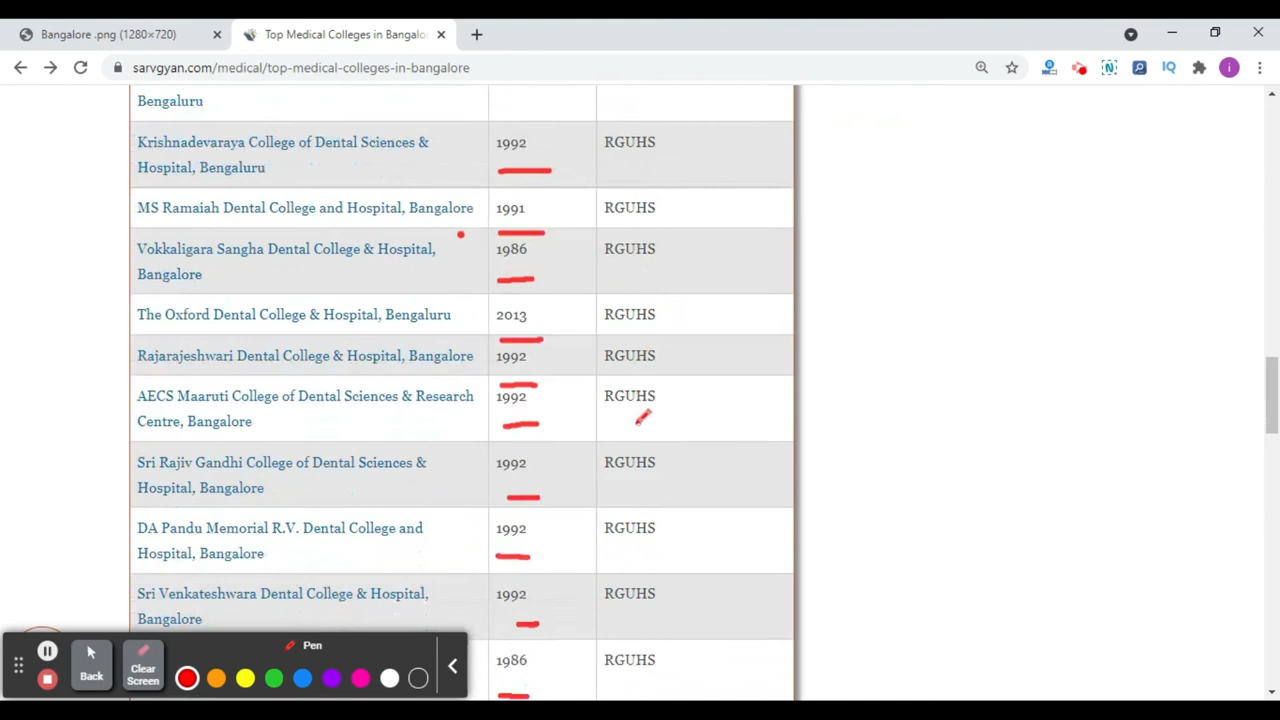 Bangalore .png (1280×720)
Top Medical Colleges in Bangalo
sarvgyan.com/medical/top-medical-colleges-in-bangalore
IQ
i
Bengaluru
Krishnadevaraya College of Dental Sciences & 1992 RGUHS
Hospital, Bengaluru
MS Ramaiah Dental College and Hospital, Bangalore 1991 RGUHS
Vokkaligara Sangha Dental College & Hospital, 1986 RGUHS
Bangalore
The Oxford Dental College & Hospital, Bengaluru 2013 RGUHS
Rajarajeshwari Dental College & Hospital, Bangalore 1992 RGUHS
AECS Maaruti College of Dental Sciences & Research 1992 RGUHS
Centre, Bangalore
Sri Rajiv Gandhi College of Dental Sciences & 1992 RGUHS
Hospital, Bangalore
DA Pandu Memorial R.V. Dental College and 1992 RGUHS
Hospital, Bangalore
Sri Venkateshwara Dental College & Hospital, 1992 RGUHS
Bangalore
1986 RGUHS
Pen
Back
Clear
Screen